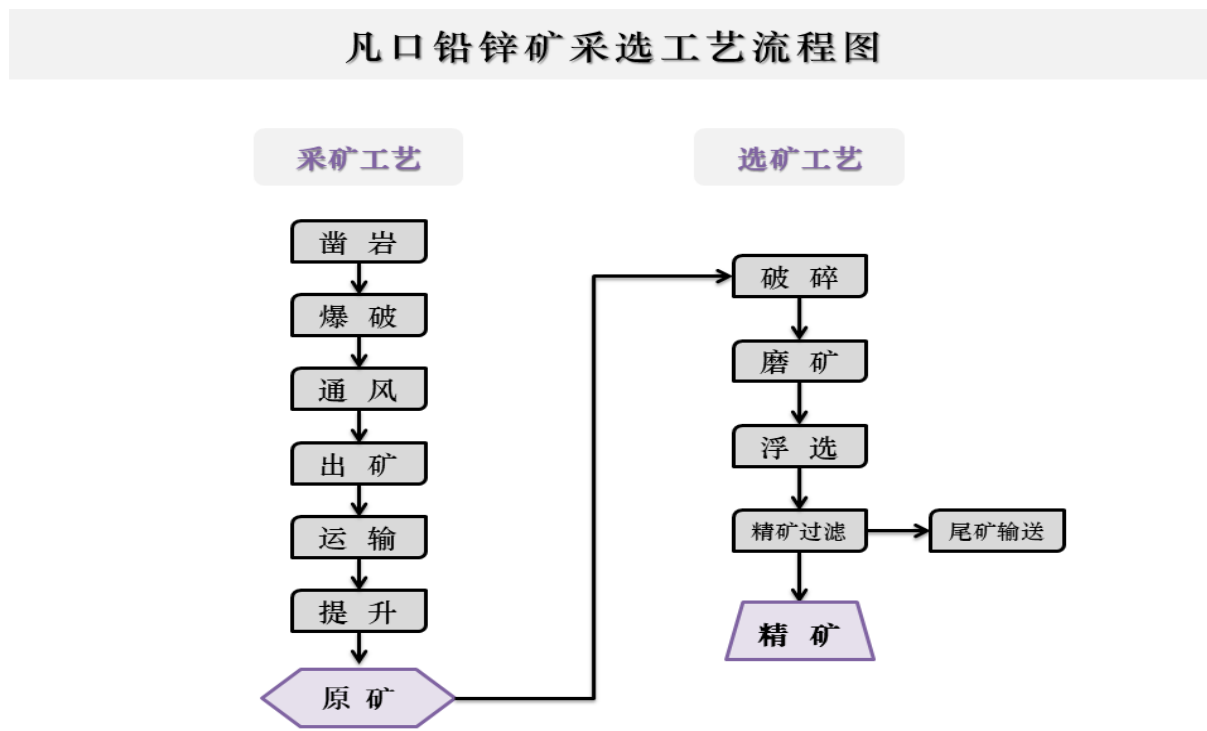 凡口铅锌矿采选工艺流程图
采矿工艺
凿岩
爆破
通风
出矿
运输
提升
原矿
选矿工艺
破碎
磨矿
浮选
精矿过滤
尾矿输送
精矿